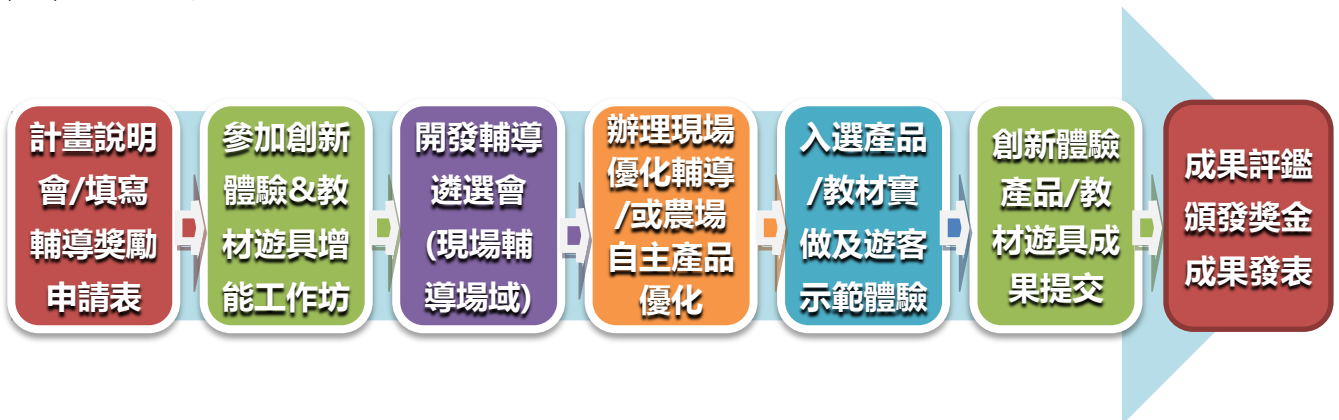 計畫說明
會/填寫
輔導獎勵
申請表
參加創新
體驗&教
材遊具增
能工作坊
開發輔導
遴選會
(現場輔
導場域)
辦理現場
優化輔導
/或農場
自主產品
優化
入選產品
/教材實
做及遊客
示範體驗
創新體驗
產品/教
材遊具成
果提交
成果評鑑
頒發獎金
成果發表